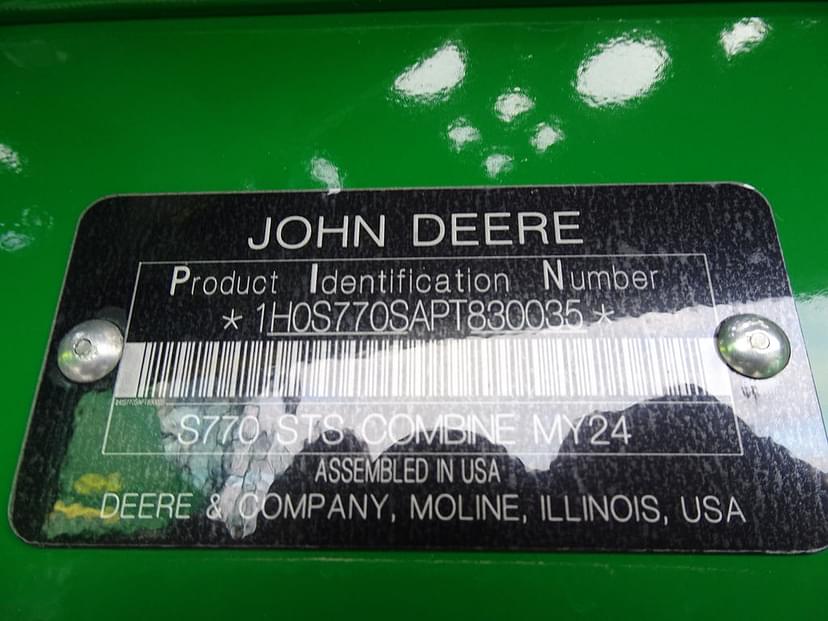 JOHN DEERE
Product Identification Number
* 1H0S770SAPT830035 *
S770 STS COMBINE MY24
ASSEMBLED IN USA
DEERE & COMPANY, MOLINE, ILLINOIS, USA